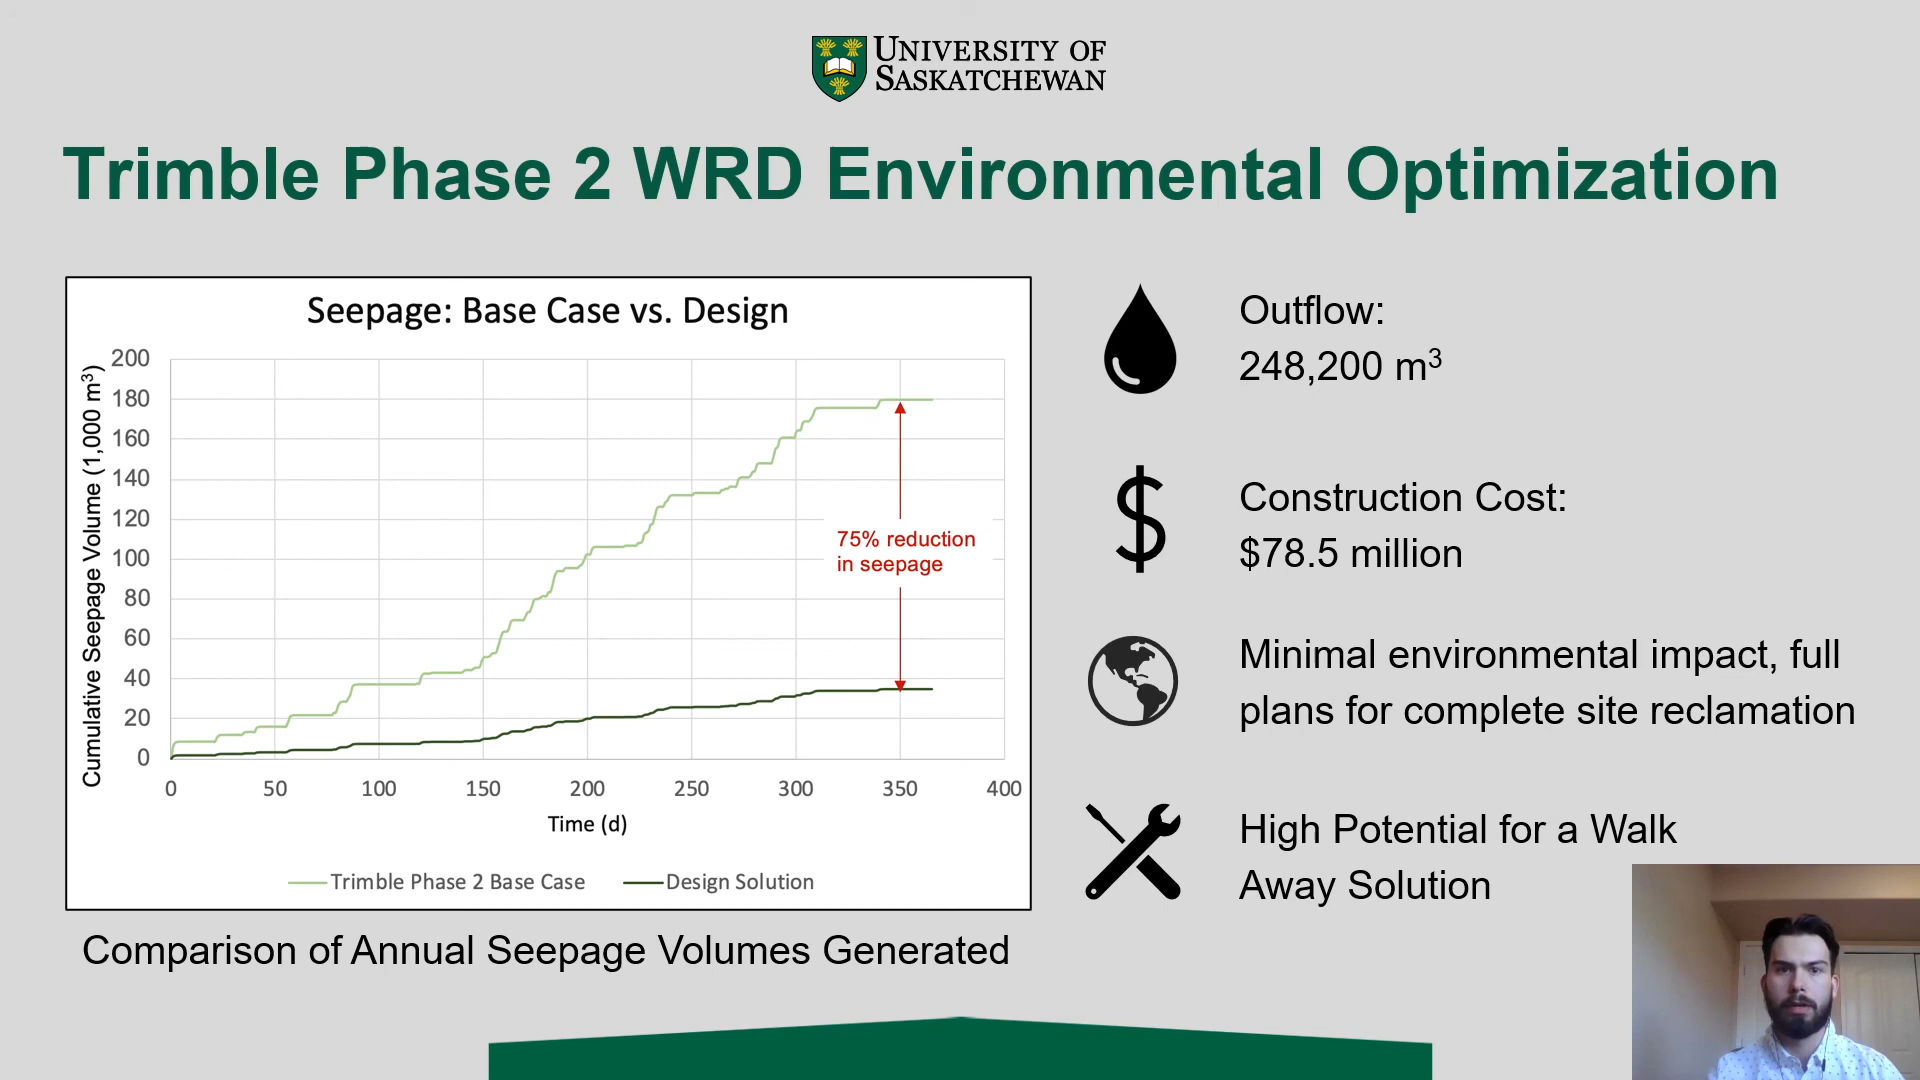 UNIVERSITY OF
SASKATCHEWAN
Trimble Phase 2 WRD Environmental Optimization
Seepage: Base Case vs. Design
Cumulative Seepage Volume (1,000 m³)
200
180
160
140
120
100
80
60
40
20
0
0 50 100 150 200 250 300 350 400
Time (d)
75% reduction
in seepage
Trimble Phase 2 Base Case Design Solution
Comparison of Annual Seepage Volumes Generated
Outflow:
248,200 m³
Construction Cost:
$78.5 million
Minimal environmental impact, full
plans for complete site reclamation
High Potential for a Walk
Away Solution